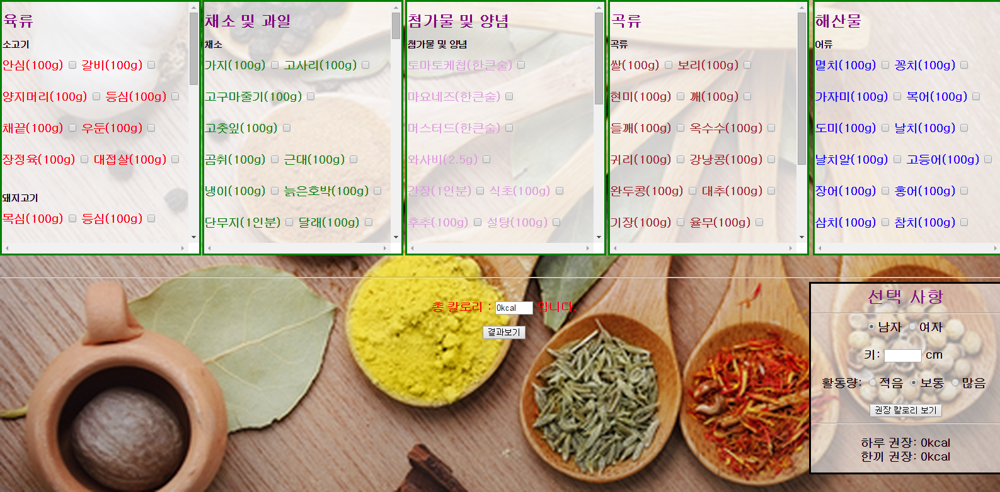 육류
소고기
안심(100g) 갈비(100g)
양지머리(100g) 등심(100g)
채끝(100g) 우둔(100g)
장정육(100g) 대접살(100g)
돼지고기
목심(100g) 등심(100g)
채소 및 과일
채소
가지(100g) 고사리(100g)
고구마줄기(100g)
고춧잎(100g)
곰취(100g) 근대(100g)
냉이(100g) 늙은호박(100g)
단무지(1인분) 달래(100g)
첨가물 및 양념
첨가물 및 양념
토마토케첩(한큰술)
마요네즈(한큰술)
머스터드(한큰술)
와사비(2.5g)
간장(1인분) 식초(100g)
후추(100g) 설탕(100g)
곡류
곡류
쌀(100g) 보리(100g)
현미(100g) 깨(100g)
들깨(100g) 옥수수(100g)
귀리(100g) 강낭콩(100g)
완두콩(100g) 대추(100g)
기장(100g) 율무(100g)
해산물
어류
멸치(100g) 꽁치(100g)
가자미(100g) 복어(100g)
도미(100g) 날치(100g)
날치알(100g) 고등어(100g)
장어(100g) 홍어(100g)
삼치(100g) 참치(100g)
총 칼로리 : 0kcal 입니다.
결과보기
선택 사항
남자 여자
키: cm
활동량: 적음 보통 많음
권장 칼로리 보기
하루 권장: 0kcal
한끼 권장: 0kcal